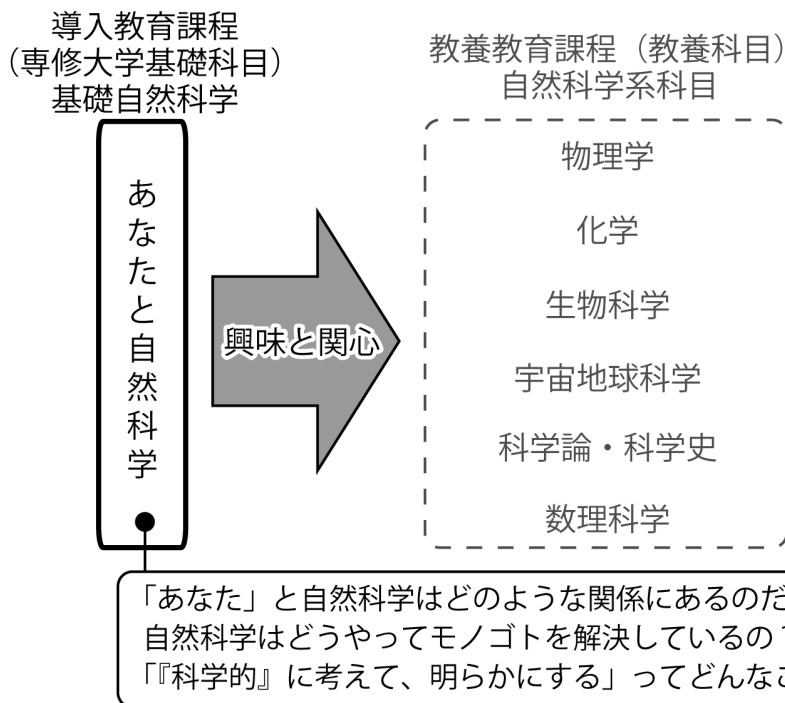 導入教育課程
（専修大学基礎科目）
基礎自然科学
あなたと自然科学
興味と関心
教養教育課程（教養科目）
自然科学系科目
物理学
化学
生物科学
宇宙地球科学
科学論・科学史
数理科学
「あなた」と自然科学はどのような関係にあるのだ
自然科学はどうやってモノゴトを解決しているの
「『科学的』に考えて、明らかにする」ってどんなこ